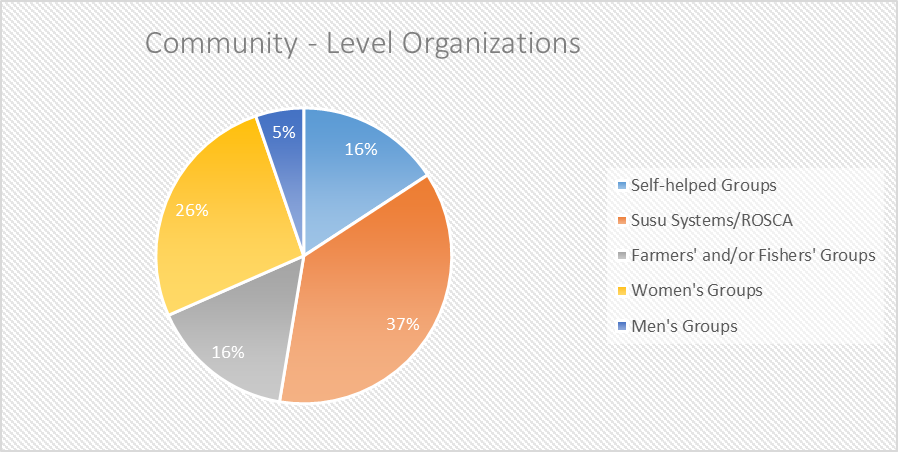 Community - Level Organizations
5%
16%
26%
37%
16%
Self-helped Groups
Susu Systems/ROSCA
Farmers' and/or Fishers' Groups
Women's Groups
Men's Groups